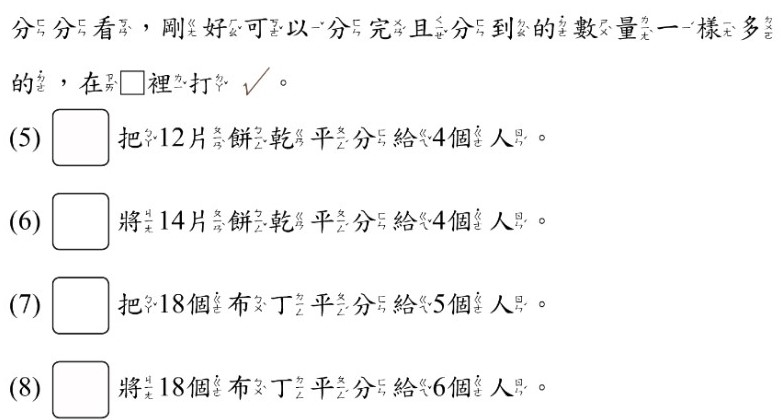 分分看，剛好可以分完且分到的數量一樣多
的，在□裡打✓。
(5) □ 把12片餅乾平分給4個人。
(6) □ 將14片餅乾平分給4個人。
(7) □ 把18個布丁平分給5個人。
(8) □ 將18個布丁平分給6個人。